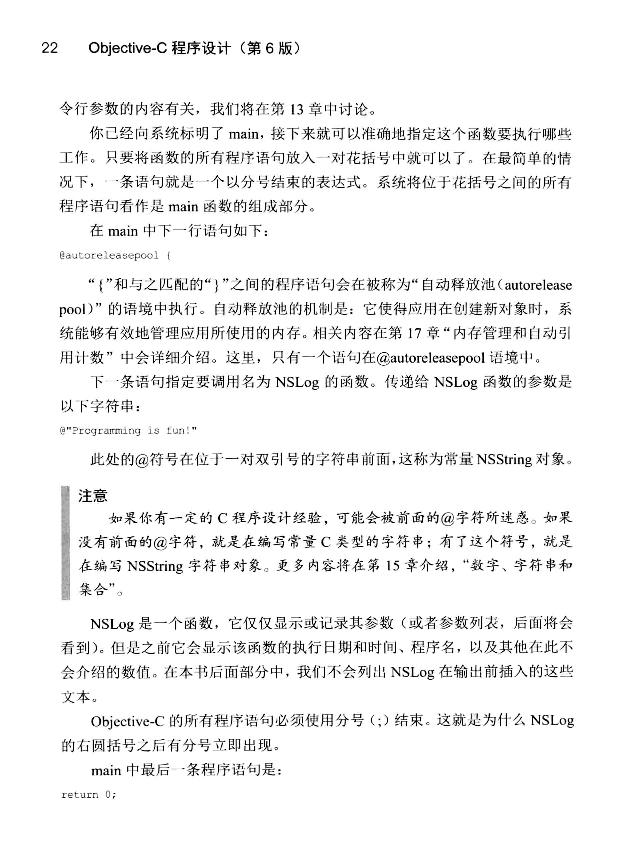 22 Objective-C 程序设计（第 6 版）
令行参数的内容有关，我们将在第 13 章中讨论。
你已经向系统标明了 main，接下来就可以准确地指定这个函数要执行哪些
工作。只要将函数的所有程序语句放入一对花括号中就可以了。在最简单的情
况下，一条语句就是一个以分号结束的表达式。系统将位于花括号之间的所有
程序语句看作是 main 函数的组成部分。
在 main 中下一行语句如下：
@autoreleasepool {
“{”和与之匹配的“}”之间的程序语句会在被称为“自动释放池（autorelease
pool）”的语境中执行。自动释放池的机制是：它使得应用在创建新对象时，系
统能够有效地管理应用所使用的内存。相关内容在第 17 章“内存管理和自动引
用计数”中会详细介绍。这里，只有一个语句在@autoreleasepool 语境中。
下一条语句指定要调用名为 NSLog 的函数。传递给 NSLog 函数的参数是
以下字符串：
@"Programming is fun!"
此处的@符号在位于一对双引号的字符串前面，这称为常量 NSString 对象。
注意
如果你有一定的 C 程序设计经验，可能会被前面的@字符所迷惑。如果
没有前面的@字符，就是在编写常量 C 类型的字符串；有了这个符号，就是
在编写 NSString 字符串对象。更多内容将在第 15 章介绍，“数字、字符串和
集合”。
NSLog 是一个函数，它仅仅显示或记录其参数（或者参数列表，后面将会
看到）。但是之前它会显示该函数的执行日期和时间、程序名，以及其他在此不
会介绍的数值。在本书后面部分中，我们不会列出 NSLog 在输出前插入的这些
文本。
Objective-C 的所有程序语句必须使用分号（;）结束。这就是为什么 NSLog
的右圆括号之后有分号立即出现。
main 中最后一条程序语句是：
return 0;